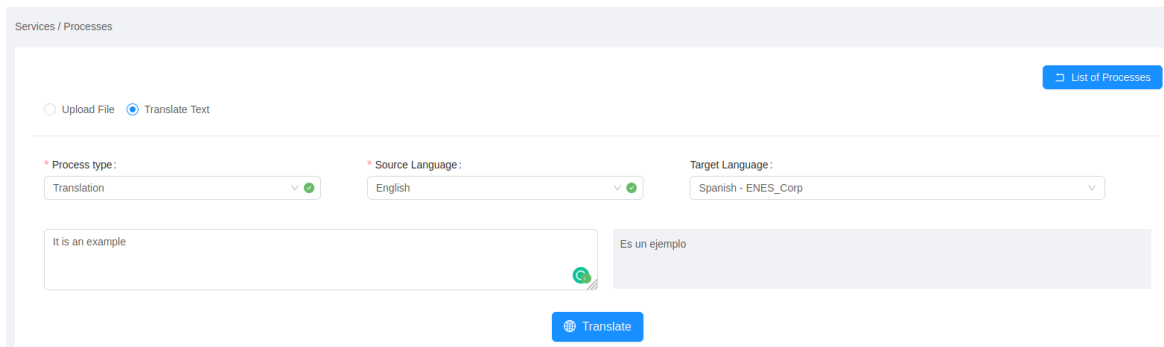 Services / Processes
List of Processes
Upload File Translate Text
* Process type: * Source Language: Target Language:
Translation English Spanish - ENES_Corp
It is an example Es un ejemplo
Translate